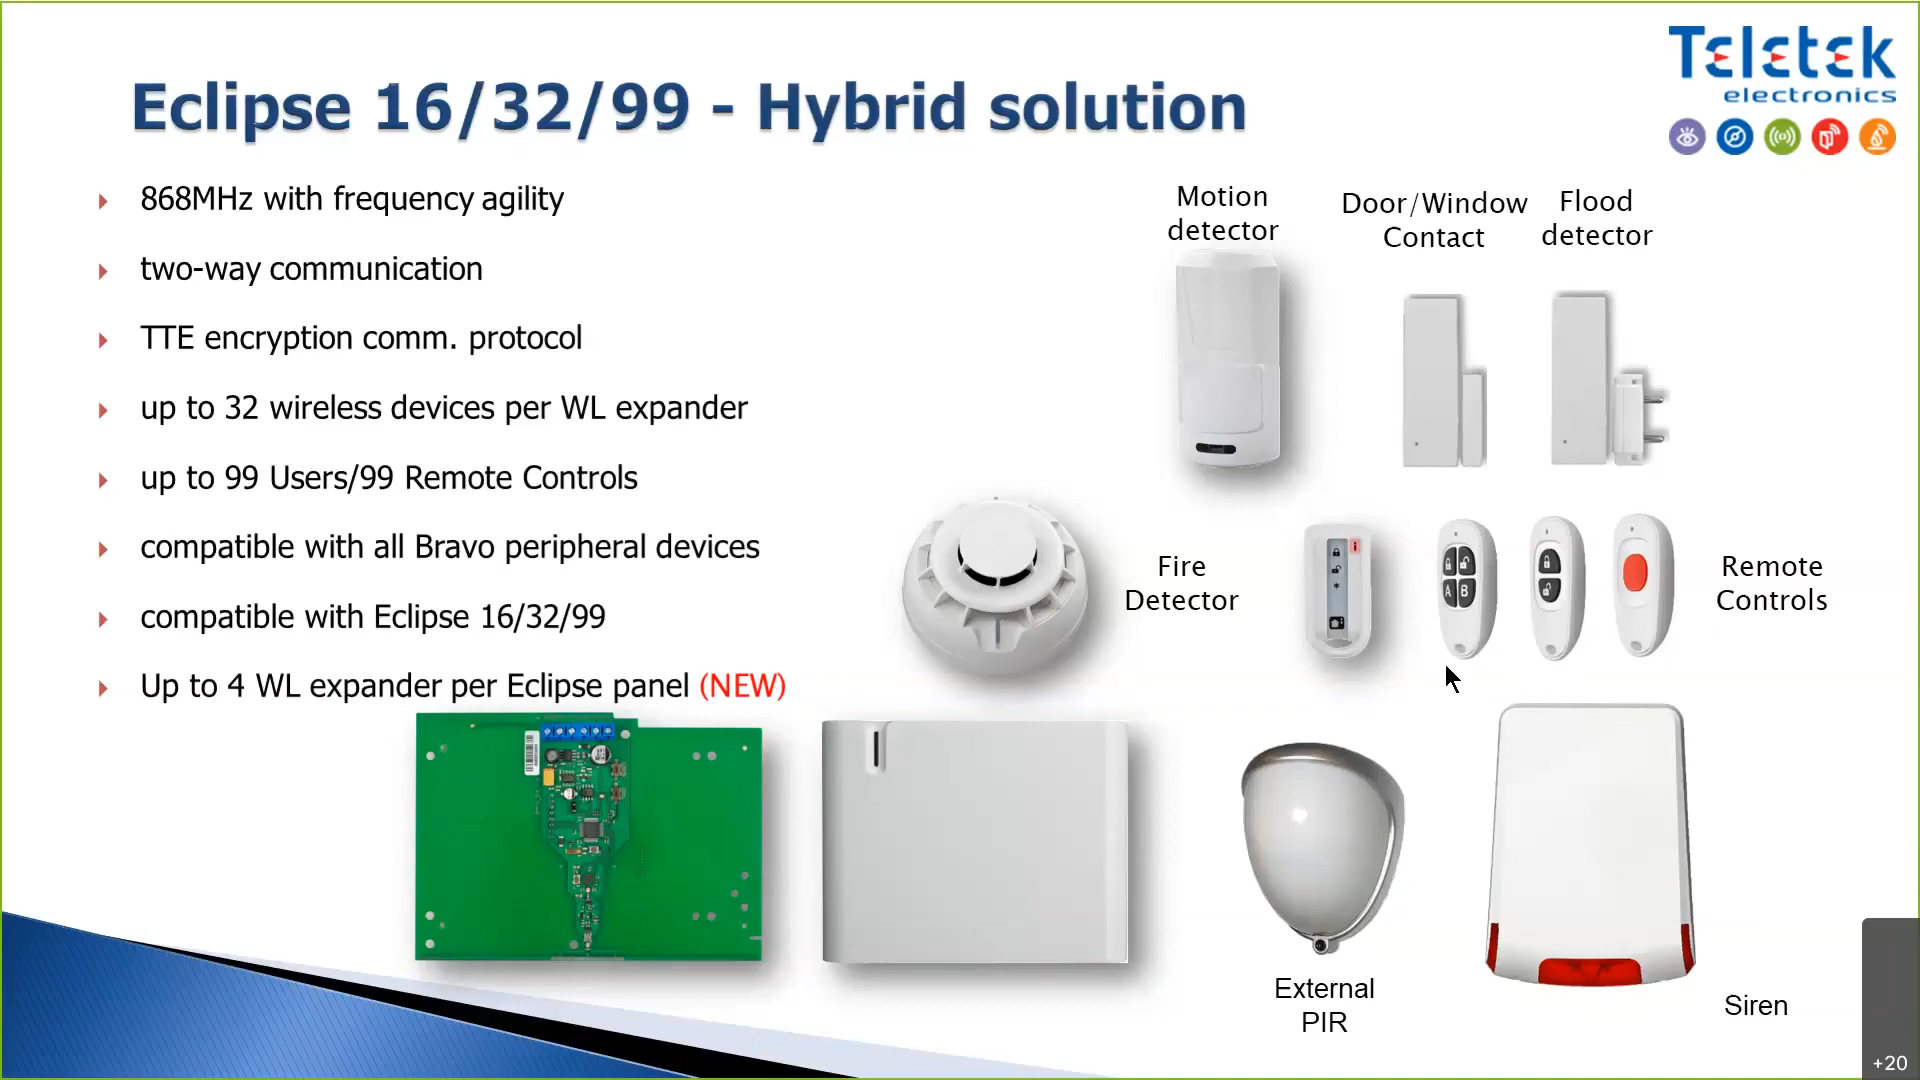 Teletek
electronics
Eclipse 16/32/99 - Hybrid solution
868MHz with frequency agility
two-way communication
TTE encryption comm. protocol
up to 32 wireless devices per WL expander
up to 99 Users/99 Remote Controls
compatible with all Bravo peripheral devices
compatible with Eclipse 16/32/99
Up to 4 WL expander per Eclipse panel (NEW)
Motion
detector
Door/Window
Contact
Flood
detector
Fire
Detector
A B
Remote
Controls
External
PIR
Siren
+20